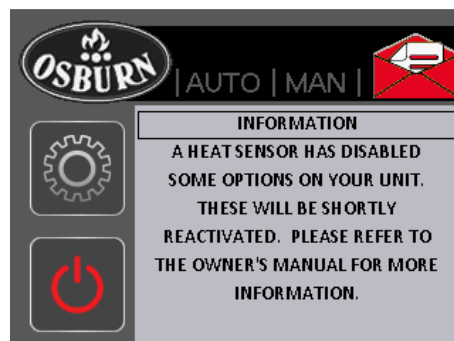 OSBURN
| AUTO | MAN |
INFORMATION
A HEAT SENSOR HAS DISABLED
SOME OPTIONS ON YOUR UNIT.
THESE WILL BE SHORTLY
REACTIVATED. PLEASE REFER TO
THE OWNER'S MANUAL FOR MORE
INFORMATION.